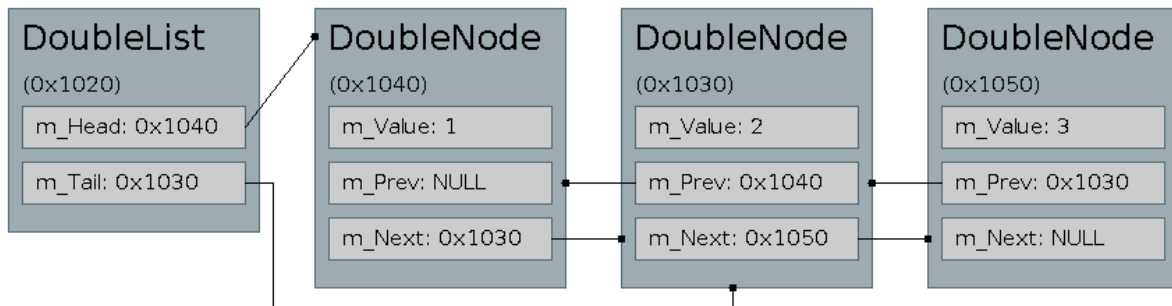 DoubleList
(0x1020)
m_Head: 0x1040
m_Tail: 0x1030
DoubleNode
(0x1040)
m_Value: 1
m_Prev: NULL
m_Next: 0x1030
DoubleNode
(0x1030)
m_Value: 2
m_Prev: 0x1040
m_Next: 0x1050
DoubleNode
(0x1050)
m_Value: 3
m_Prev: 0x1030
m_Next: NULL